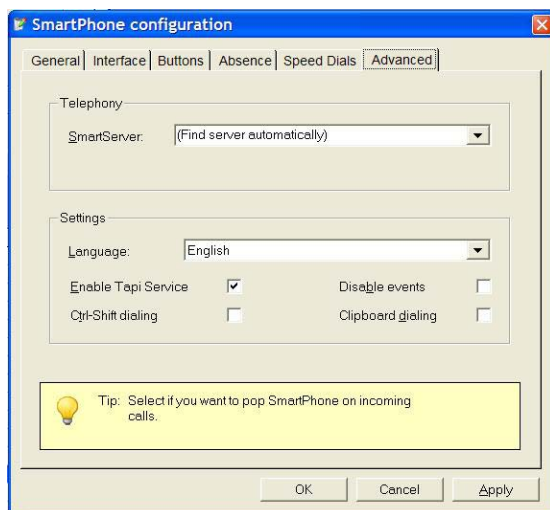 SmartPhone configuration
General Interface Buttons Absence Speed Dials Advanced
Telephony
SmartServer: (Find server automatically)
Settings
Language: English
Enable Tapi Service Disable events
Ctrl-Shift dialing Clipboard dialing
Tip: Select if you want to pop SmartPhone on incoming
calls.
OK Cancel Apply